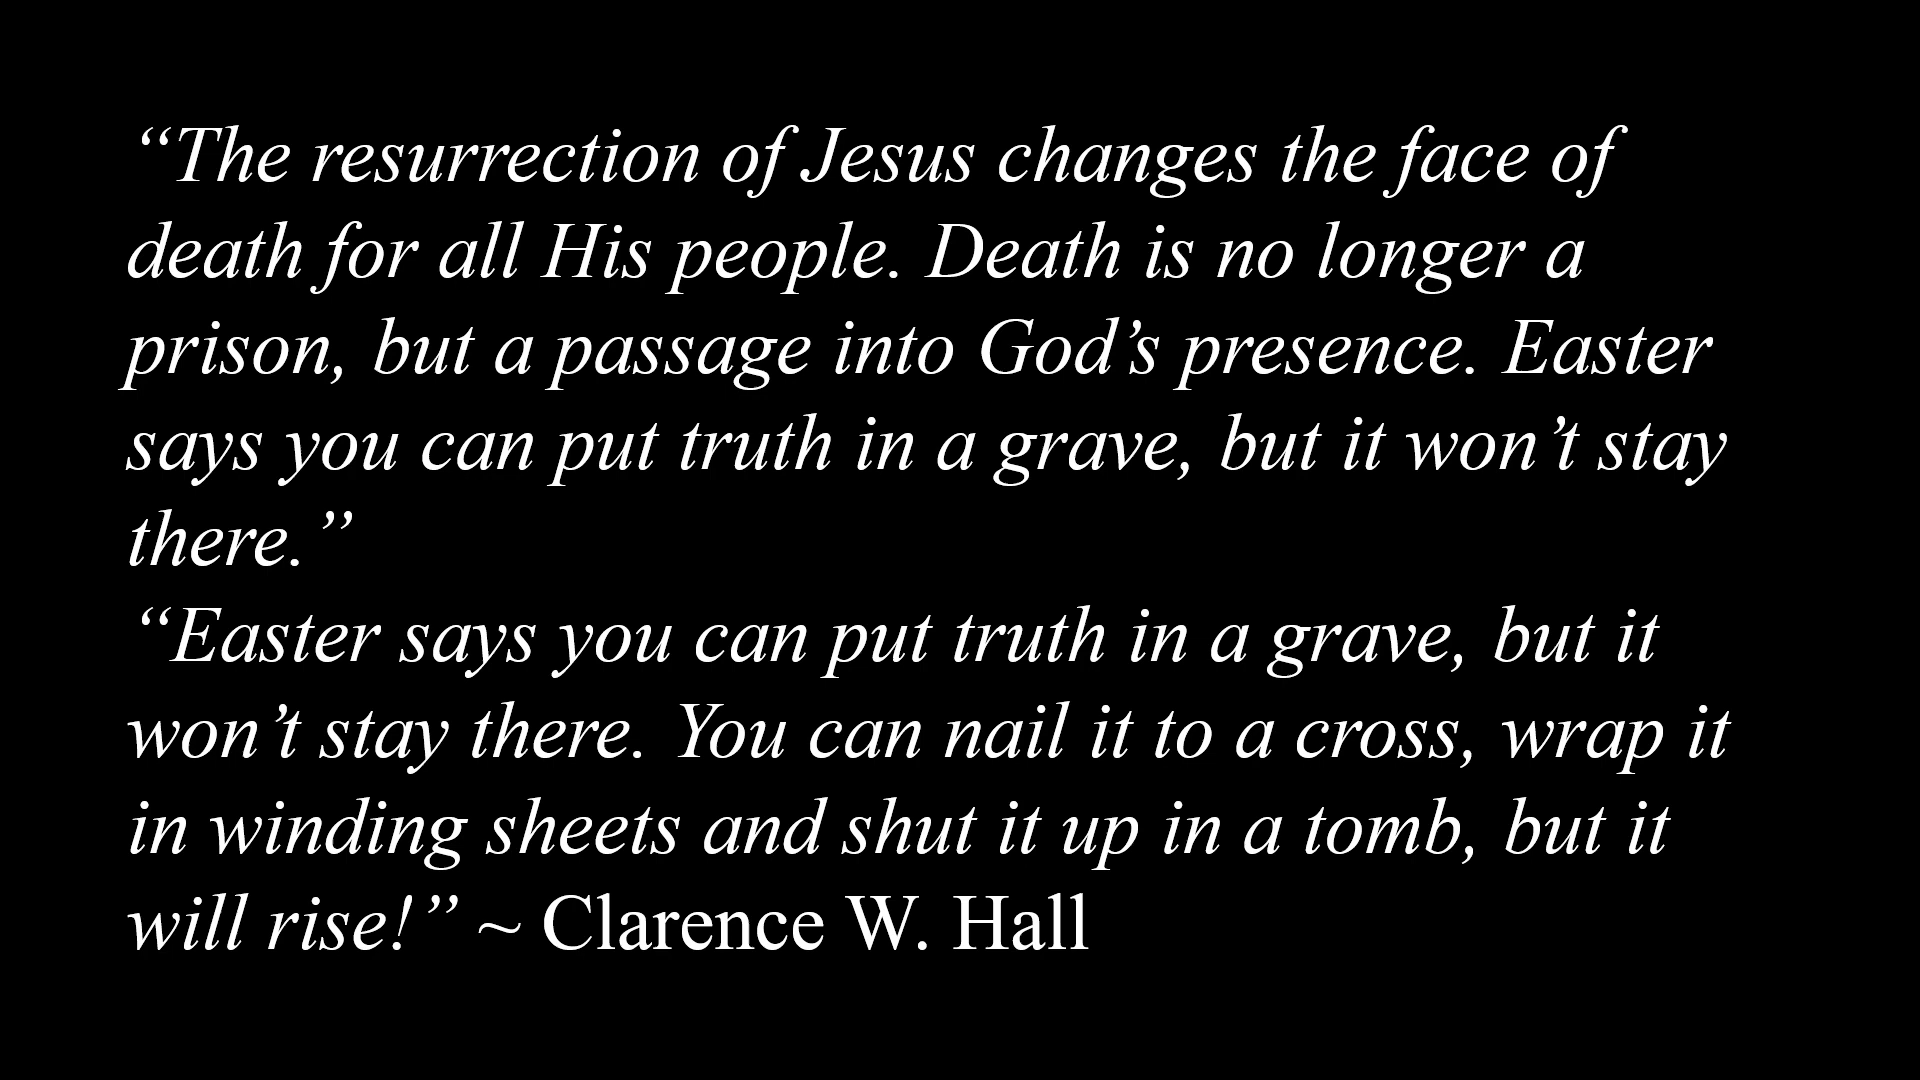 “The resurrection of Jesus changes the face of
death for all His people. Death is no longer a
prison, but a passage into God’s presence. Easter
says you can put truth in a grave, but it won’t stay
there.”
“Easter says you can put truth in a grave, but it
won’t stay there. You can nail it to a cross, wrap it
in winding sheets and shut it up in a tomb, but it
will rise!” ~ Clarence W. Hall